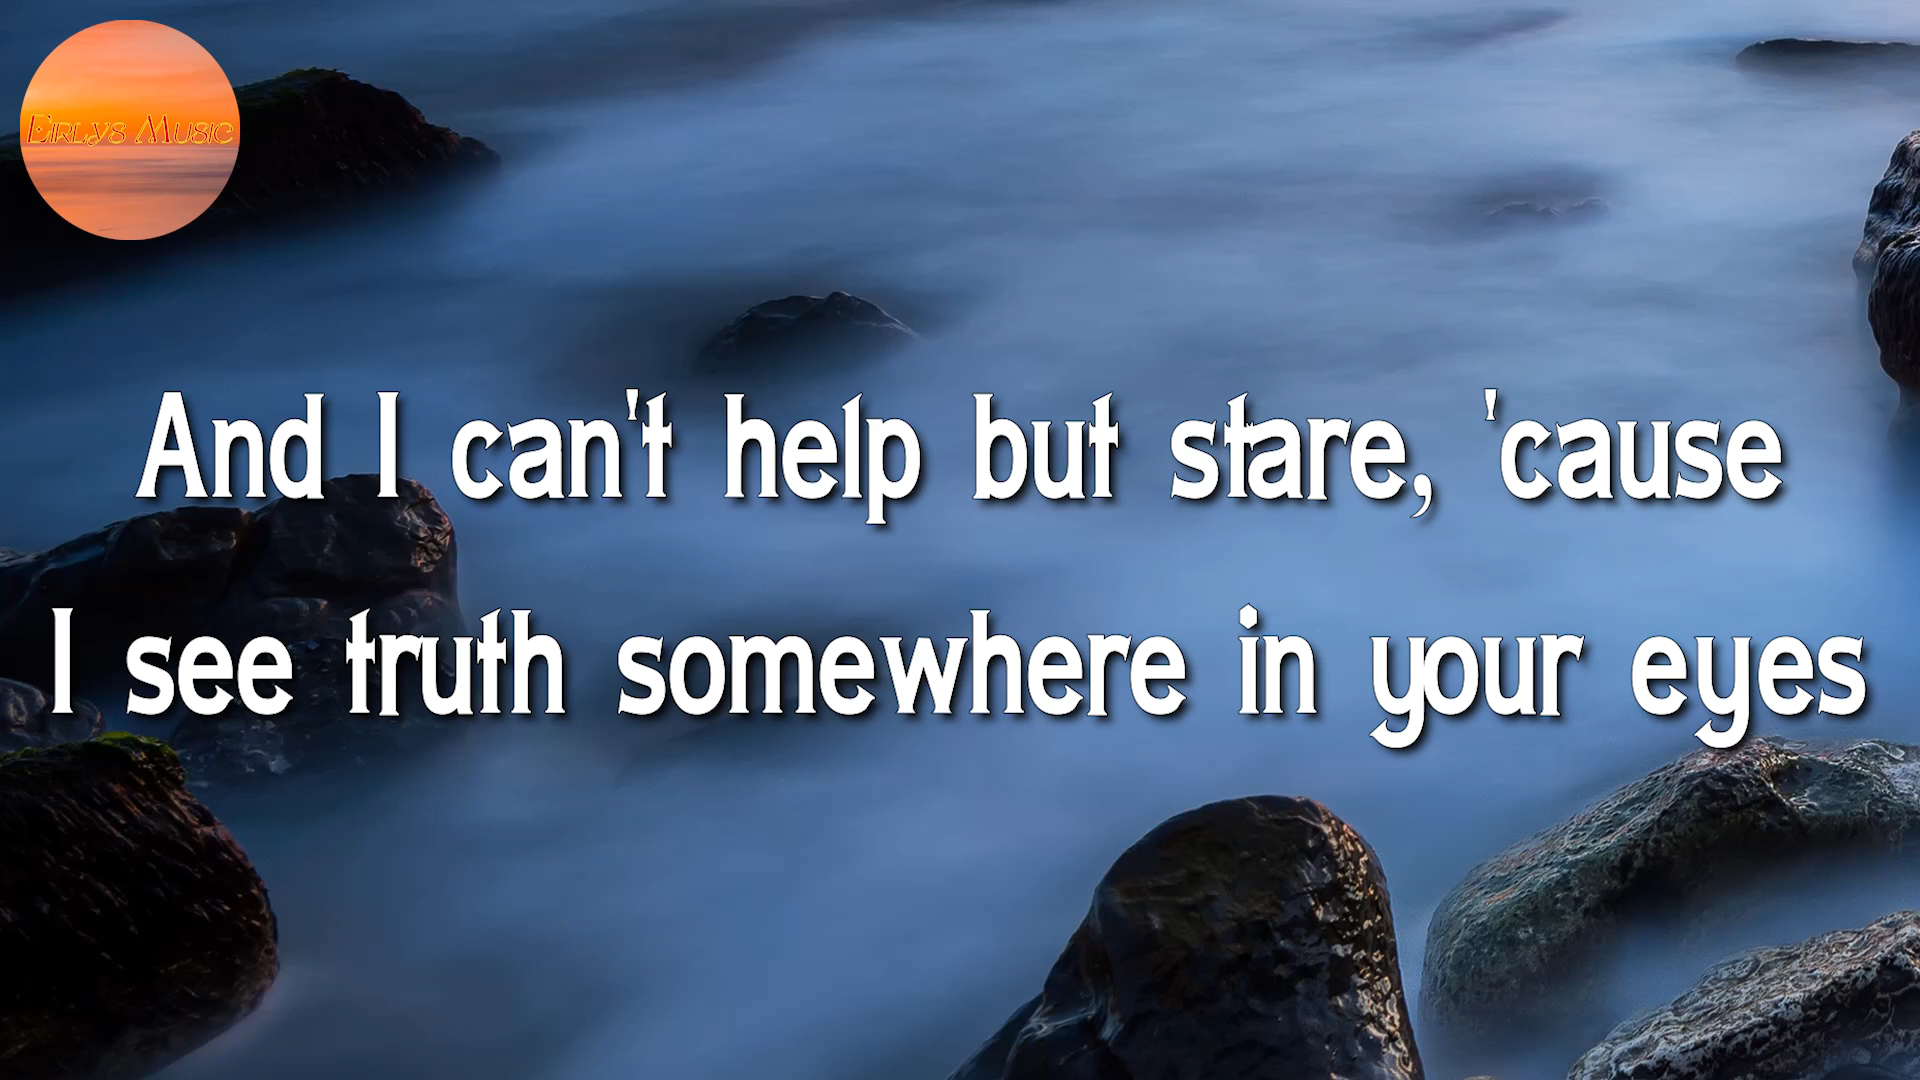 Eirlys Music
And I can't help but stare, 'cause
I see truth somewhere in your eyes